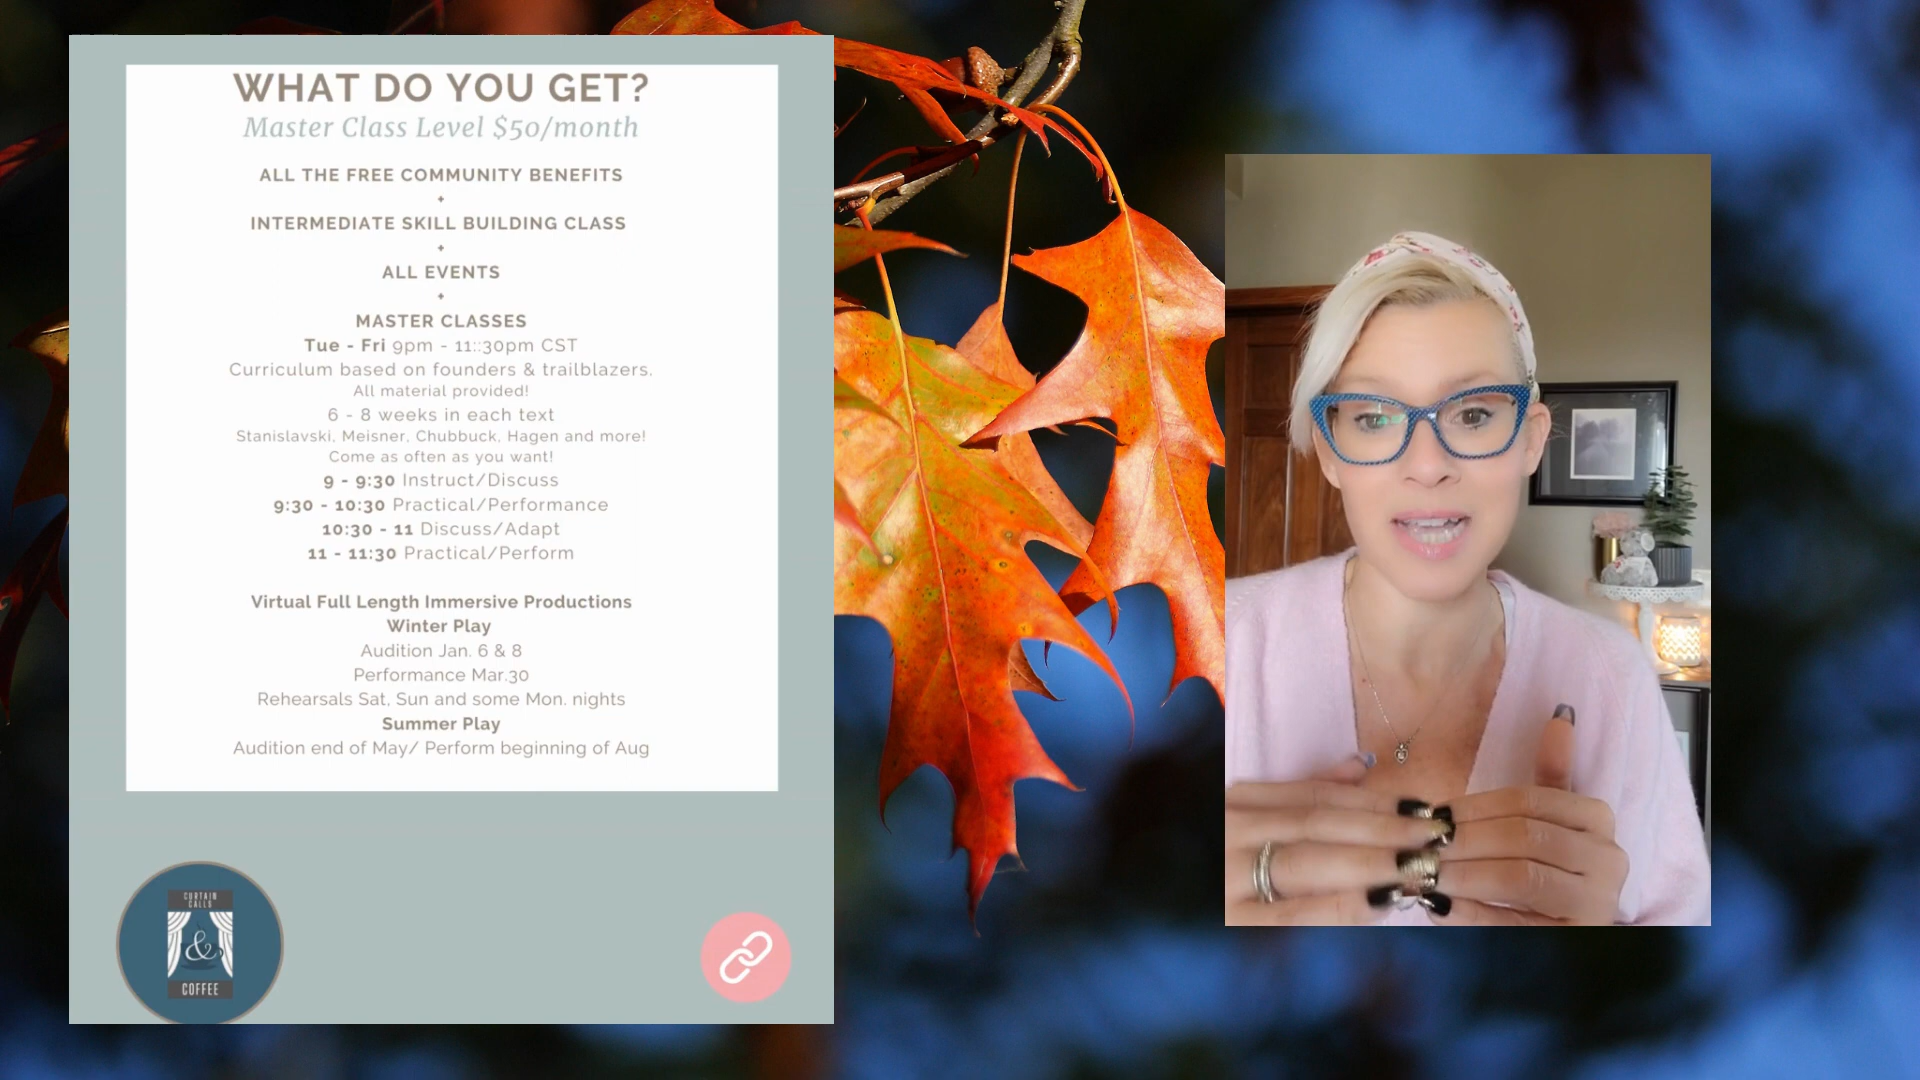 WHAT DO YOU GET?
Master Class Level $50/month
ALL THE FREE COMMUNITY BENEFITS
+
INTERMEDIATE SKILL BUILDING CLASS
+
ALL EVENTS
+
MASTER CLASSES
Tue - Fri 9pm - 11::30pm CST
Curriculum based on founders & trailblazers.
All material provided!
6 - 8 weeks in each text
Stanislavski, Meisner, Chubbuck, Hagen and more!
Come as often as you want!
9 - 9:30 Instruct/Discuss
9:30 - 10:30 Practical/Performance
10:30 - 11 Discuss/Adapt
11 - 11:30 Practical/Perform
Virtual Full Length Immersive Productions
Winter Play
Audition Jan. 6 & 8
Performance Mar.30
Rehearsals Sat, Sun and some Mon. nights
Summer Play
Audition end of May/ Perform beginning of Aug
CURTAIN
CALLS
&
COFFEE